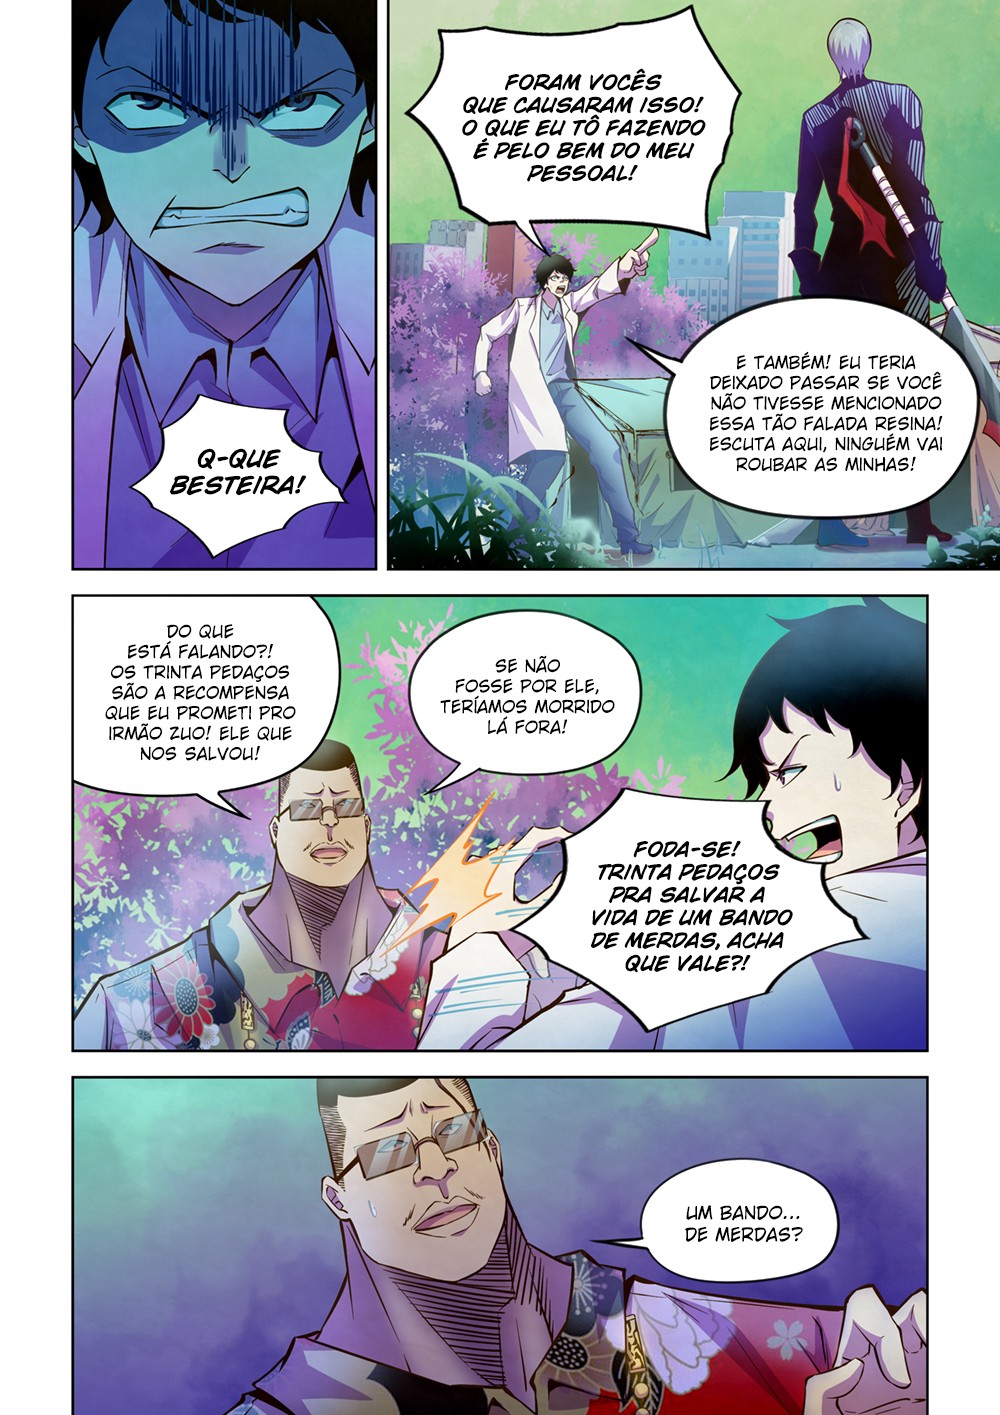 Q-QUE
BESTEIRA!
FORAM VOCÊS
QUE CAUSARAM ISSO!
O QUE EU TÔ FAZENDO
É PELO BEM DO MEU
PESSOAL!
E TAMBÉM! EU TERIA
DEIXADO PASSAR SE VOCÊ
NÃO TIVESSE MENCIONADO
ESSA TÃO FALADA RESINA!
ESCUTA AQUI, NINGUÉM VAI
ROUBAR AS MINHAS!
DO QUE
ESTÁ FALANDO?!
OS TRINTA PEDAÇOS
SÃO A RECOMPENSA
QUE EU PROMETI PRO
IRMÃO ZUO! ELE QUE
NOS SALVOU!
SE NÃO
FOSSE POR ELE,
TERÍAMOS MORRIDO
LÁ FORA!
FODA-SE!
TRINTA PEDAÇOS
PRA SALVAR A
VIDA DE UM BANDO
DE MERDAS, ACHA
QUE VALE?!
UM BANDO...
DE MERDAS?